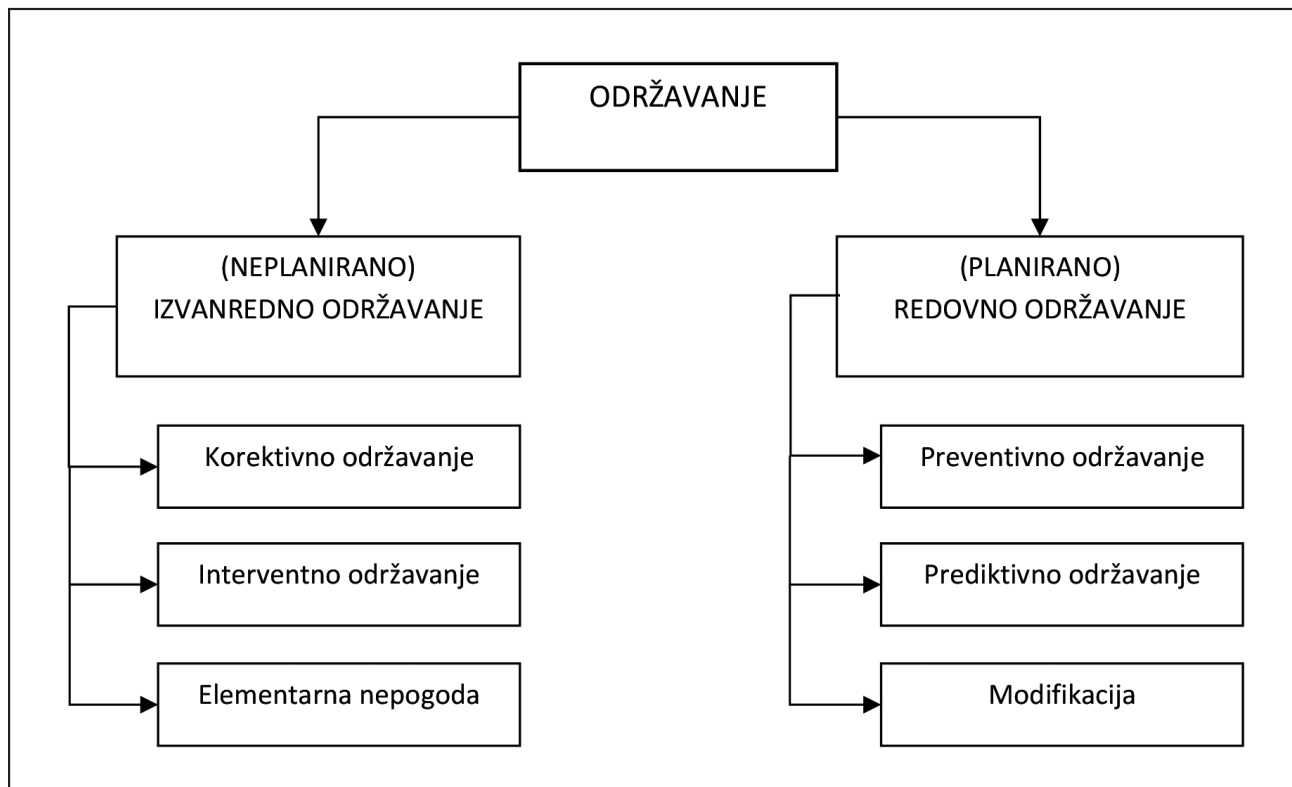 ODRŽAVANJE
(NEPLANIRANO)
IZVANREDNO ODRŽAVANJE
Korektivno održavanje
Interventno održavanje
Elementarna nepogoda
(PLANIRANO)
REDOVNO ODRŽAVANJE
Preventivno održavanje
Prediktivno održavanje
Modifikacija